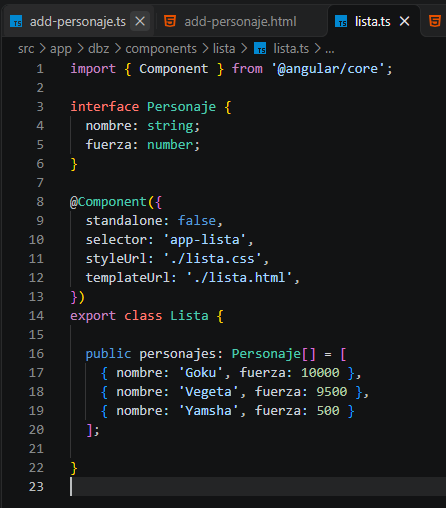 TS add-personaje.ts
add-personaje.html
TS lista.ts
src > app > dbz > components > lista > TS lista.ts > ...
1 import { Component } from '@angular/core';
2
3 interface Personaje {
4   nombre: string;
5   fuerza: number;
6 }
7
8 @Component({
9   standalone: false,
10   selector: 'app-lista',
11   styleUrl: './lista.css',
12   templateUrl: './lista.html',
13 })
14 export class Lista {
15
16   public personajes: Personaje[] = [
17     { nombre: 'Goku', fuerza: 10000 },
18     { nombre: 'Vegeta', fuerza: 9500 },
19     { nombre: 'Yamsha', fuerza: 500 }
20   ];
21
22 }
23